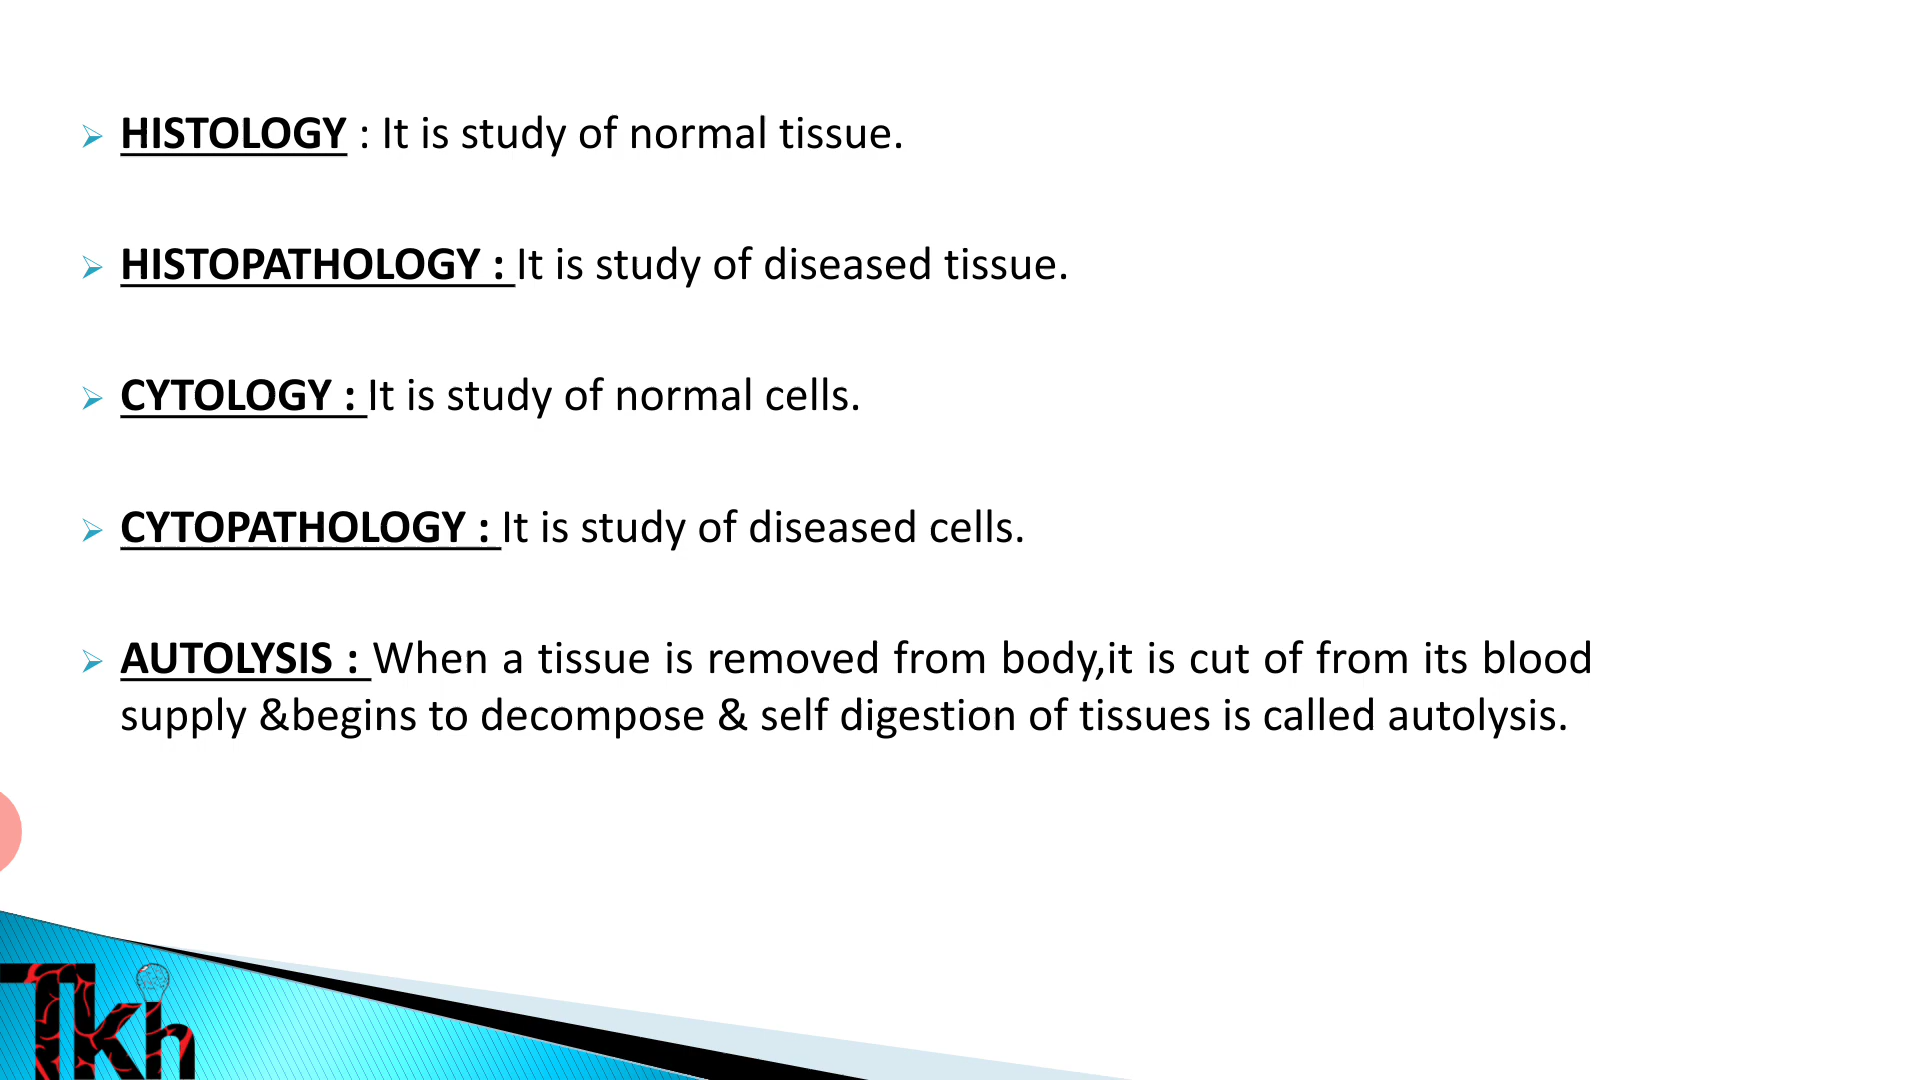 HISTOLOGY : It is study of normal tissue.
HISTOPATHOLOGY : It is study of diseased tissue.
CYTOLOGY : It is study of normal cells.
CYTOPATHOLOGY : It is study of diseased cells.
AUTOLYSIS : When a tissue is removed from body,it is cut of from its blood
supply &begins to decompose & self digestion of tissues is called autolysis.
Tkh